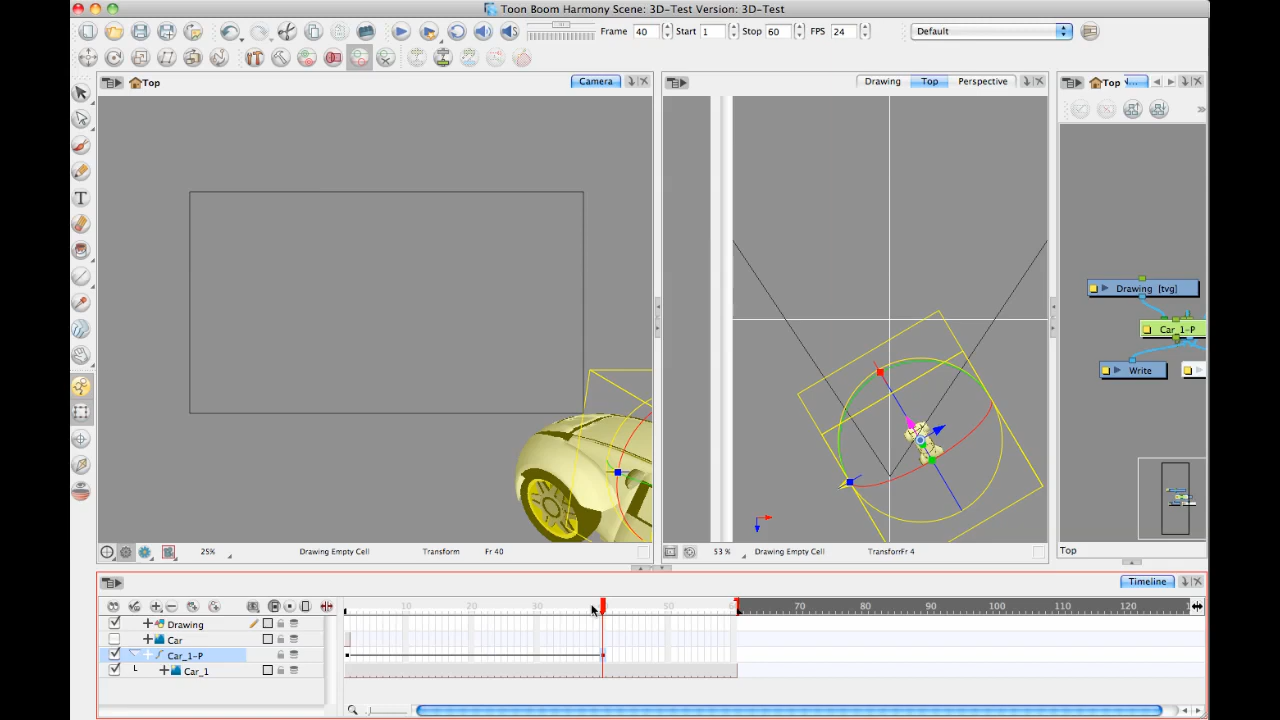 Toon Boom Harmony Scene: 3D-Test Version: 3D-Test
Frame 40 Start 1 Stop 60 FPS 24 Default
Top Camera
Drawing Top Perspective
Top
Drawing [tvg]
Car_1-P
Write
25% Drawing Empty Cell Transform Fr 40
53 % Drawing Empty Cell TransforrFr 4
Top
Timeline
10 20 30 50 70 80 90 100 110 120
Drawing
Car
Car_1-P
Car_1